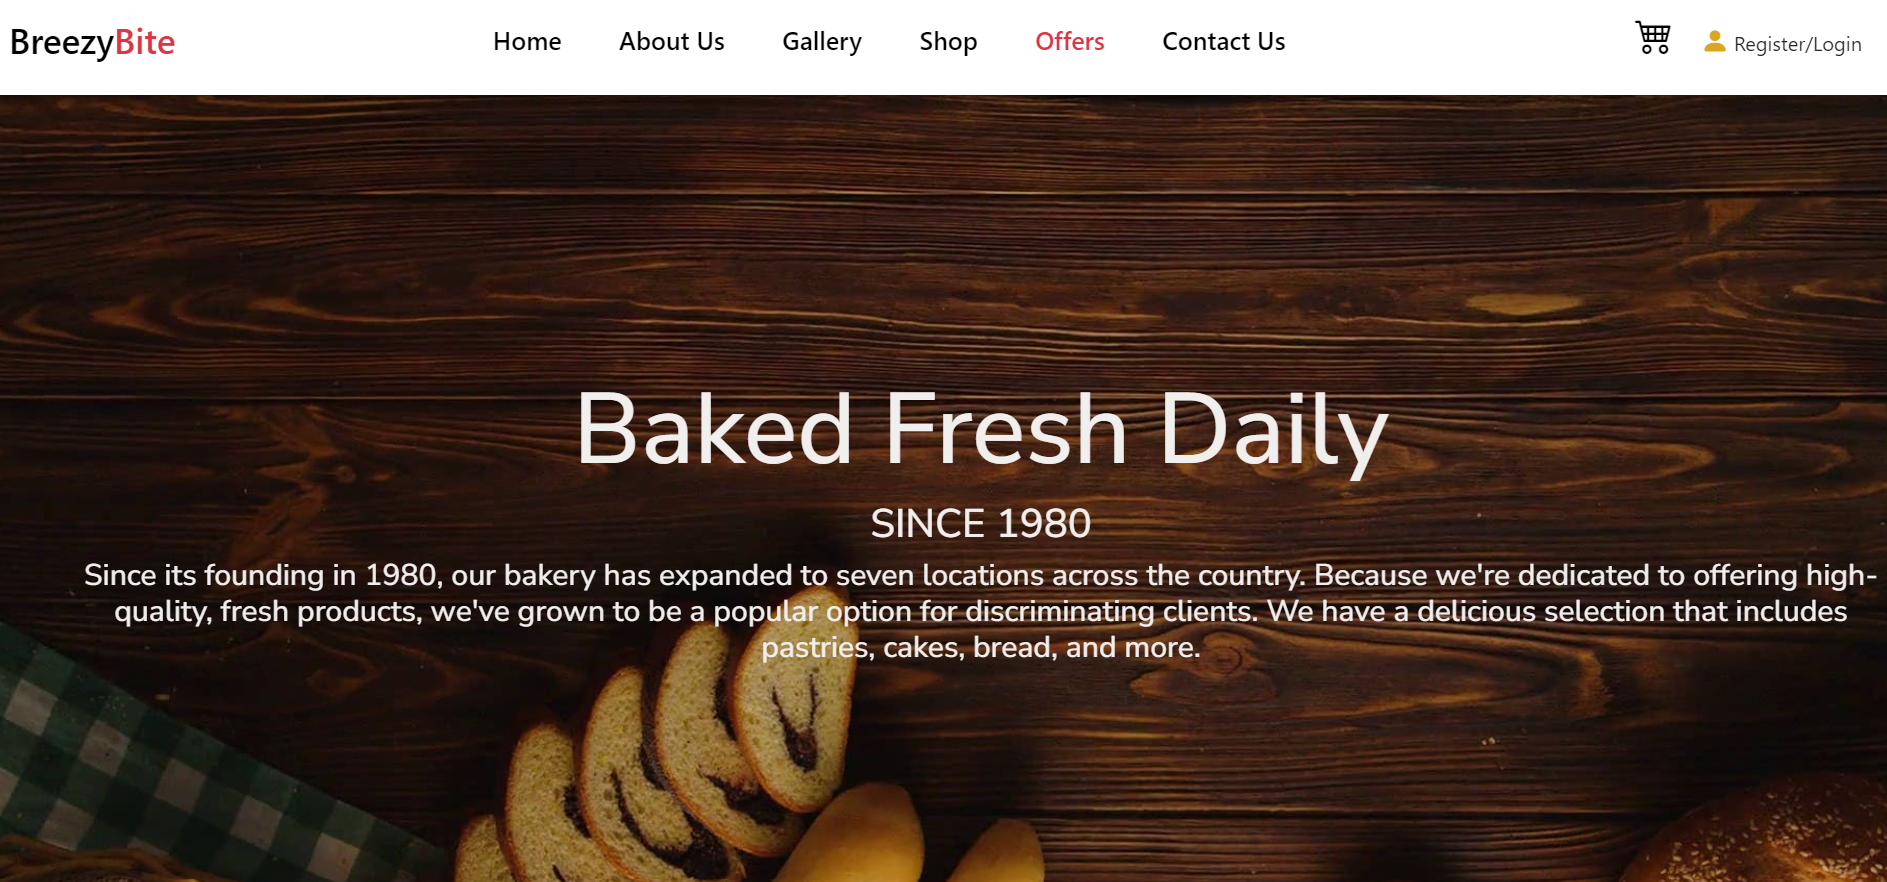 BreezyBite
Home About Us Gallery Shop Offers Contact Us
Register/Login
Baked Fresh Daily
SINCE 1980
Since its founding in 1980, our bakery has expanded to seven locations across the country. Because we're dedicated to offering high-
quality, fresh products, we've grown to be a popular option for discriminating clients. We have a delicious selection that includes
pastries, cakes, bread, and more.